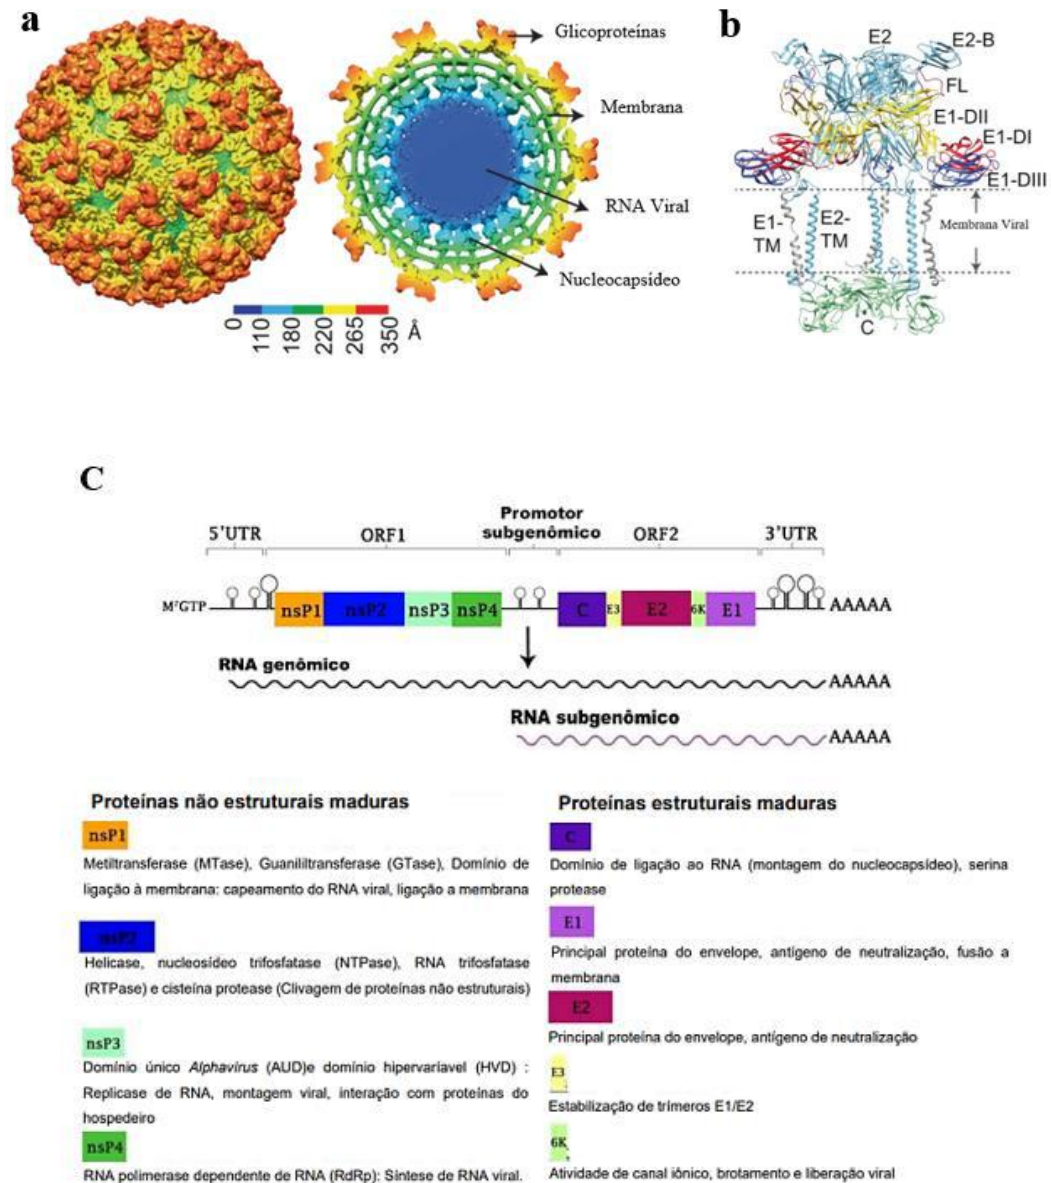 a
Glicoproteínas
Membrana
RNA Viral
Nucleocapsídeo
0 110 180 220 265 350 Å
b
E2
E2-B
FL
E1-DII
E1-DI
E1-DIII
E1-TM
E2-TM
Membrana Viral
C
C
5'UTR
ORF1
Promotor
subgenômico
ORF2
3'UTR
M⁷GTP
nsP1 nsP2 nsP3 nsP4 C E3 E2 6K E1
AAAAA
RNA genômico
AAAAA
RNA subgenômico
AAAAA
Proteínas não estruturais maduras
nsP1
Metiltransferase (MTase), Guanililtransferase (GTase), Domínio de
ligação à membrana: capeamento do RNA viral, ligação a membrana
nsP2
Helicase, nucleosídeo trifosfatase (NTPase), RNA trifosfatase
(RTPase) e cisteína protease (Clivagem de proteínas não estruturais)
nsP3
Domínio único Alphavirus (AUD)e domínio hipervaríavel (HVD) :
Replicase de RNA, montagem viral, interação com proteínas do
hospedeiro
nsP4
RNA polimerase dependente de RNA (RdRp): Síntese de RNA viral.
Proteínas estruturais maduras
C
Domínio de ligação ao RNA (montagem do nucleocapsídeo), serina
protease
E1
Principal proteína do envelope, antígeno de neutralização, fusão a
membrana
E2
Principal proteína do envelope, antígeno de neutralização
E3
Estabilização de trímeros E1/E2
6K
Atividade de canal iônico, brotamento e liberação viral